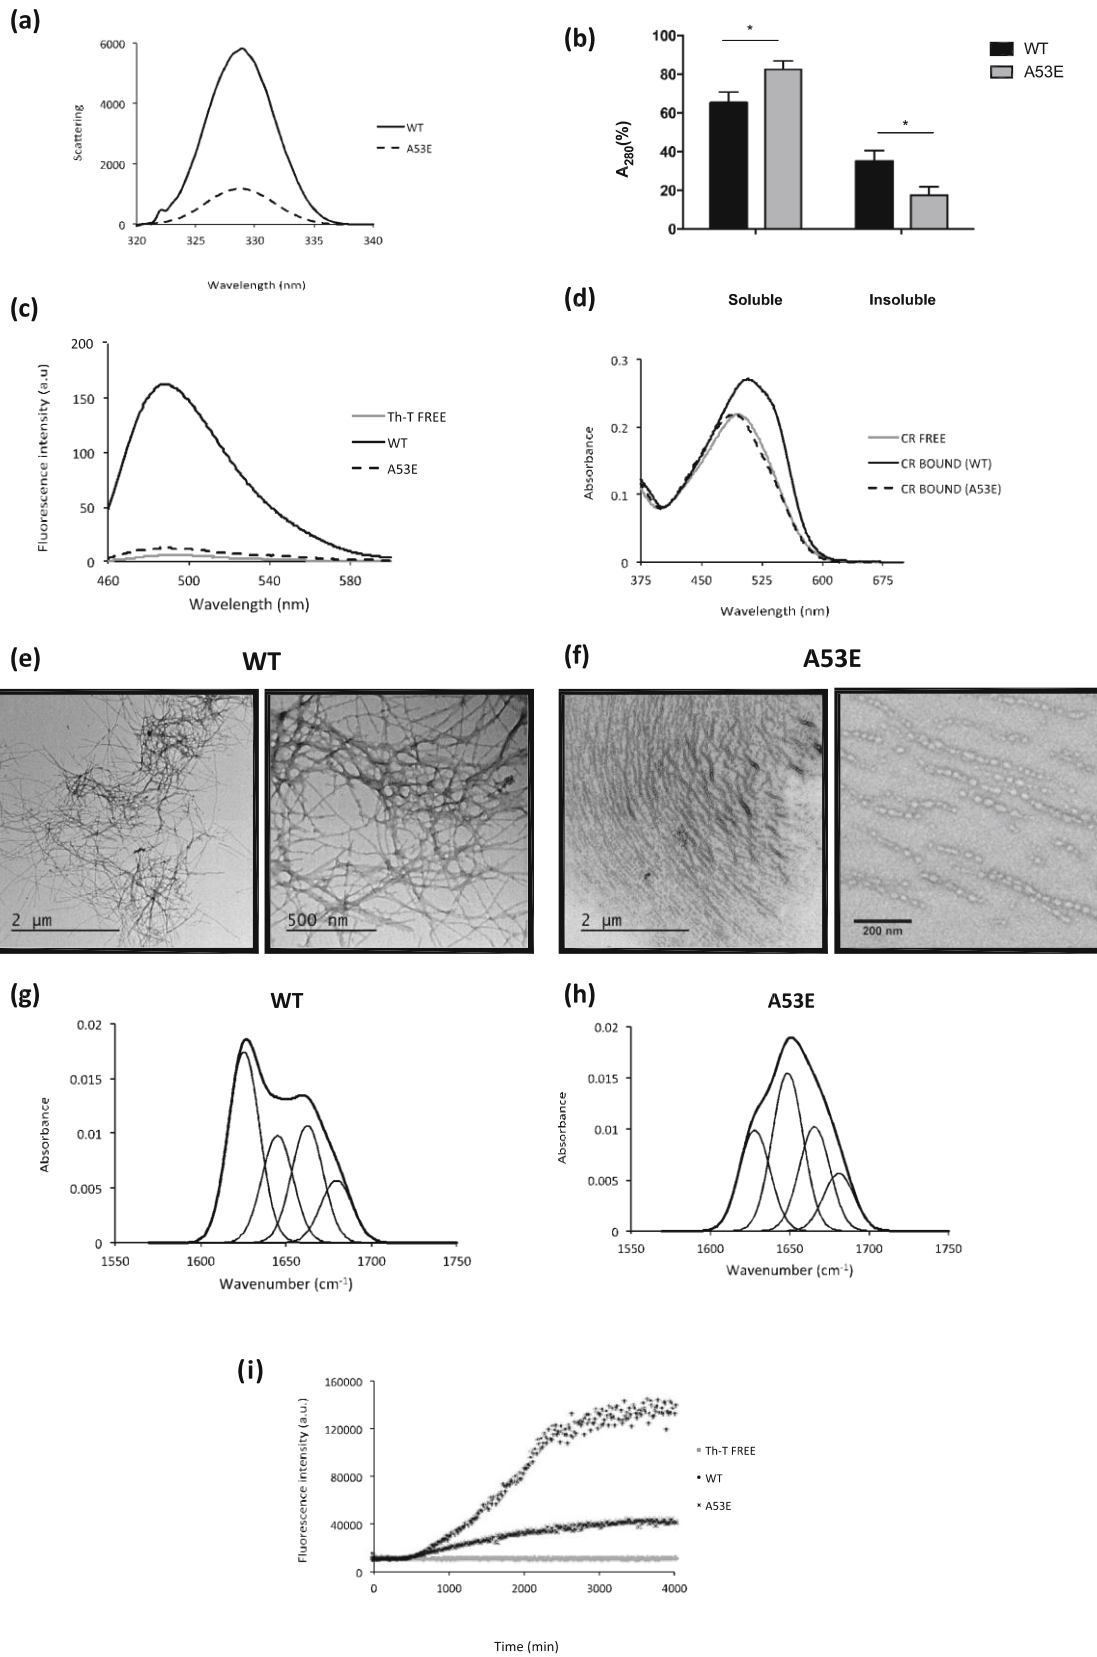 (a)
6000
4000
2000
0
Scattering
320 325 330 335 340
Wavelength (nm)
WT
A53E
(b)
100
80
60
40
20
0
A280(%)
*
*
WT
A53E
Soluble Insoluble
(c)
200
150
100
50
0
Fluorescence intensity (a.u)
460 500 540 580
Wavelength (nm)
Th-T FREE
WT
A53E
(d)
0.3
0.2
0.1
0
Absorbance
375 450 525 600 675
Wavelength (nm)
CR FREE
CR BOUND (WT)
CR BOUND (A53E)
(e)
WT
2 µm
500 nm
(f)
A53E
2 µm
200 nm
(g)
WT
0.02
0.015
0.01
0.005
0
Absorbance
1550 1600 1650 1700 1750
Wavenumber (cm-1)
(h)
A53E
0.02
0.015
0.01
0.005
0
Absorbance
1550 1600 1650 1700 1750
Wavenumber (cm-1)
(i)
160000
120000
80000
40000
0
Fluorescence intensity (a.u.)
0 1000 2000 3000 4000
Time (min)
Th-T FREE
WT
A53E